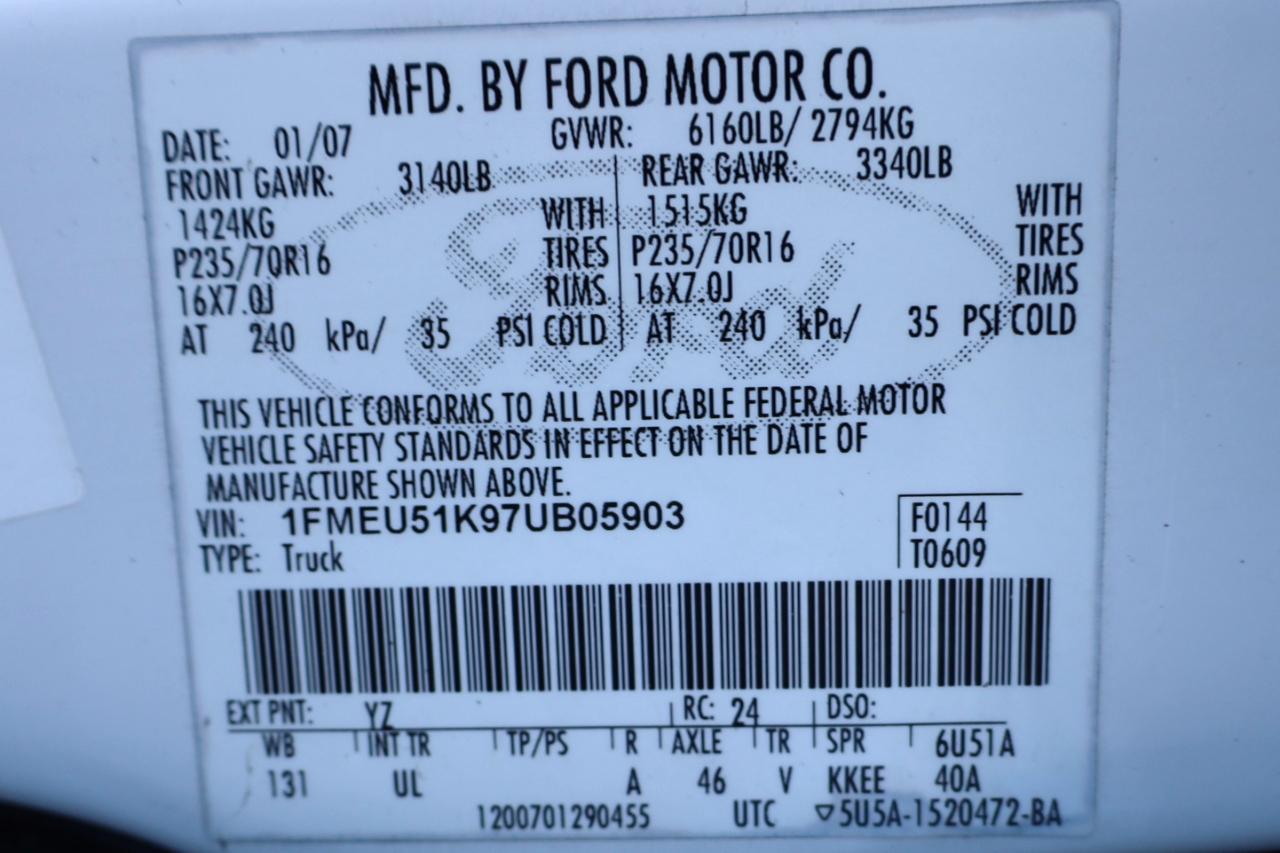 MFD. BY FORD MOTOR CO.
DATE: 01/07 GVWR: 6160LB/ 2794KG
FRONT GAWR: 3140LB REAR GAWR: 3340LB
1424KG WITH 1515KG WITH
P235/70R16 TIRES P235/70R16 TIRES
16X7.0J RIMS 16X7.0J RIMS
AT 240 kPa/ 35 PSI COLD AT 240 kPa/ 35 PSI COLD
Ford
THIS VEHICLE CONFORMS TO ALL APPLICABLE FEDERAL MOTOR
VEHICLE SAFETY STANDARDS IN EFFECT ON THE DATE OF
MANUFACTURE SHOWN ABOVE.
VIN: 1FMEU51K97UB05903 F0144
TYPE: Truck T0609
EXT PNT: YZ RC: 24 DSO:
WB INT TR TP/PS R AXLE TR SPR 6U51A
131 UL A 46 V KKEE 40A
1200701290455 UTC ▽5U5A-1520472-BA